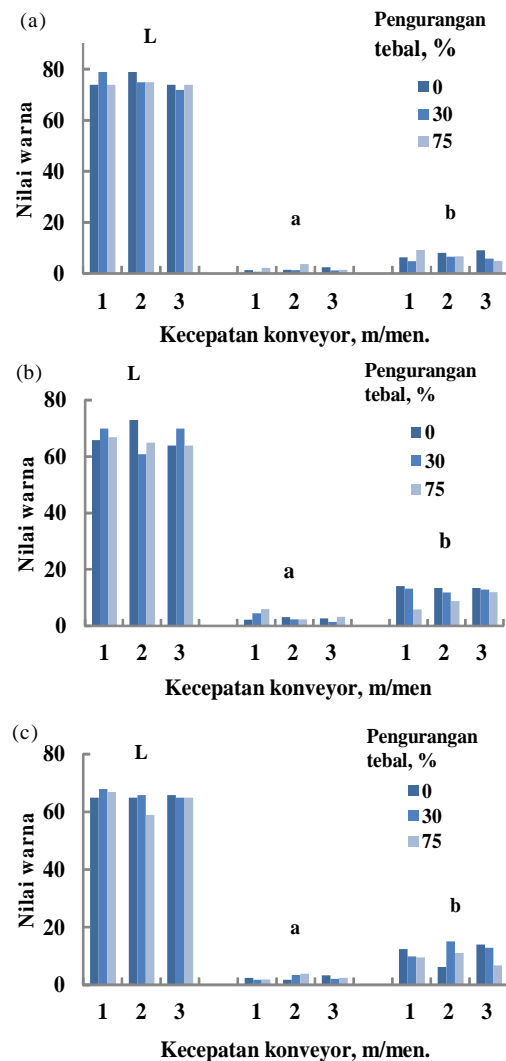 (a)
L
Pengurangan
tebal, %
0
30
75
a
b
Nilai warna
80
60
40
20
0
1 2 3 1 2 3 1 2 3
Kecepatan konveyor, m/men.
(b)
L
Pengurangan
tebal, %
0
30
75
a
b
Nilai warna
80
60
40
20
0
1 2 3 1 2 3 1 2 3
Kecepatan konveyor, m/men
(c)
L
Pengurangan
tebal, %
0
30
75
a
b
Nilai warna
80
60
40
20
0
1 2 3 1 2 3 1 2 3
Kecepatan konveyor, m/men.